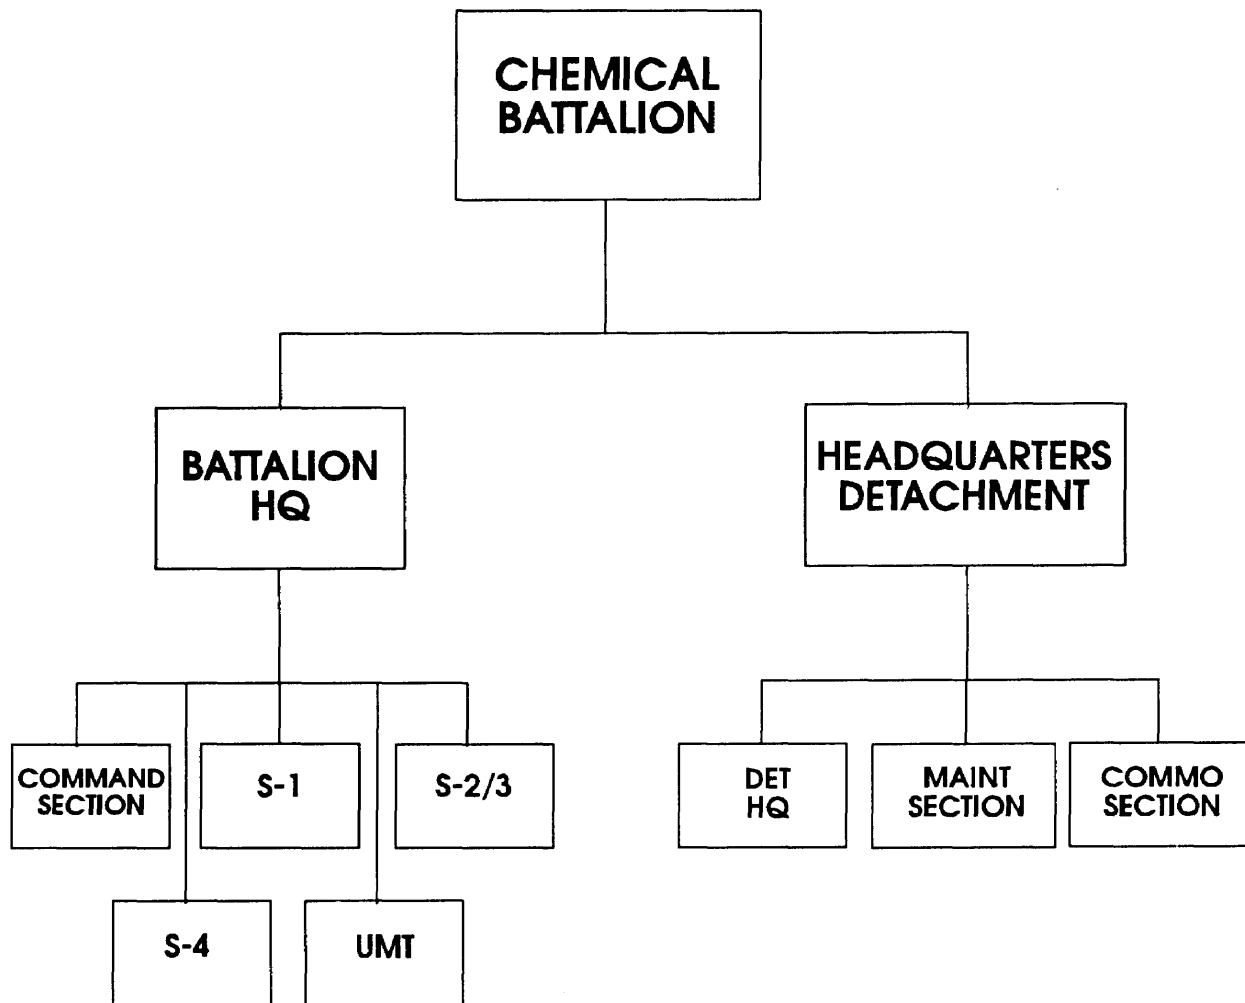 CHEMICAL
BATTALION
BATTALION
HQ
HEADQUARTERS
DETACHMENT
COMMAND
SECTION
S-1
S-2/3
DET
HQ
MAINT
SECTION
COMMO
SECTION
S-4
UMT